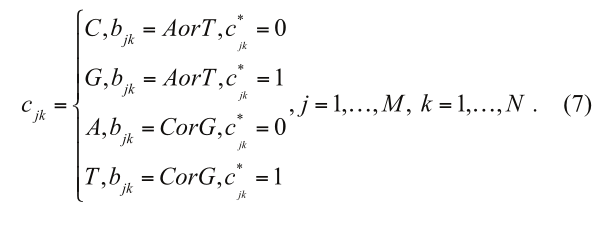 C, b_jk = AorT, c*_jk = 0
G, b_jk = AorT, c*_jk = 1
c_jk = { , j = 1,…,M, k = 1,…,N . (7)
A, b_jk = CorG, c*_jk = 0
T, b_jk = CorG, c*_jk = 1